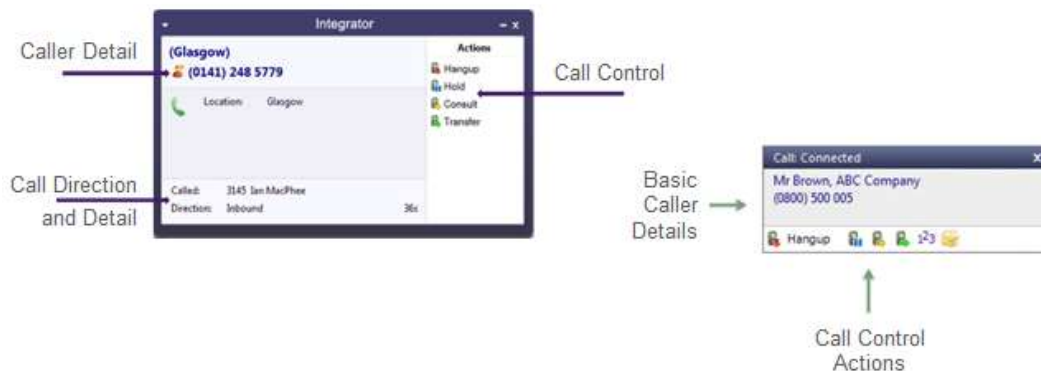 Integrator
Caller Detail
(Glasgow)
(0141) 248 5779
Location: Glasgow
Actions
Hangup
Hold
Consult
Transfer
Call Control
Call Direction
and Detail
Called: 3145 Ian MacPhee
Direction: Inbound 36s
Basic
Caller
Details
Call: Connected x
Mr Brown, ABC Company
(0800) 500 005
Hangup 123
Call Control
Actions